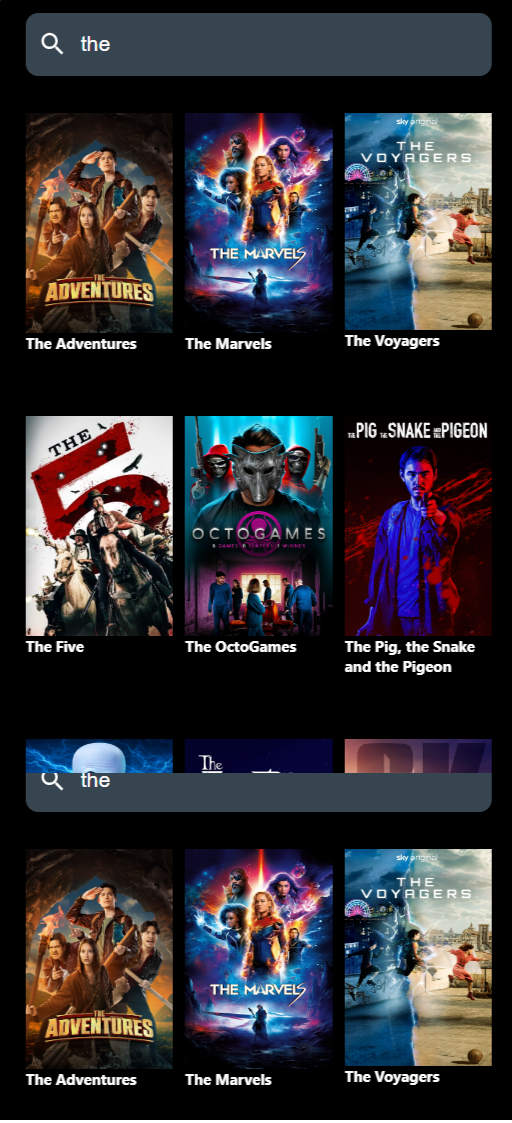 the
sky original
THE
VOYAGERS
THE
ADVENTURES
THE MARVELS
The Adventures
The Marvels
The Voyagers
THE
5
THE PIG, THE SNAKE AND THE PIGEON
OCTOGAMES
8 GAMES 8 PLAYERS 1 WINNER
The Five
The OctoGames
The Pig, the Snake
and the Pigeon
The
the
sky original
THE
VOYAGERS
THE
ADVENTURES
THE MARVELS
The Adventures
The Marvels
The Voyagers